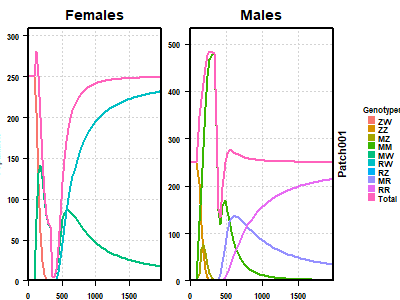 Females Males
300
250
200
150
100
50
0
0 500 1000 1500
500
400
300
200
100
0
0 500 1000 1500
Patch001
Genotypes
ZW
ZZ
MZ
MM
MW
RW
RZ
MR
RR
Total